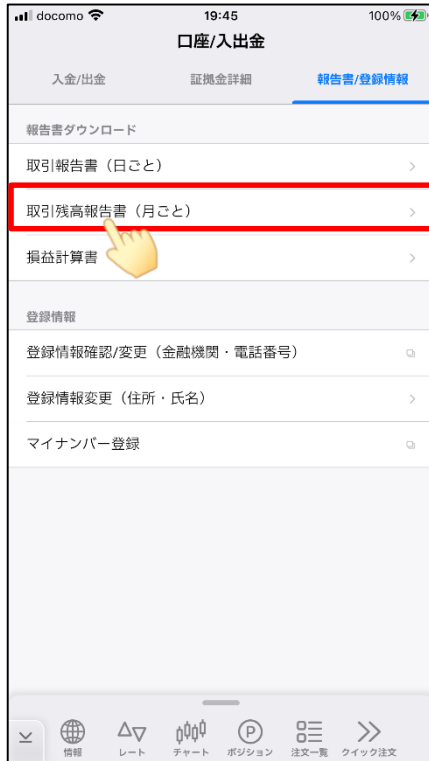 docomo
19:45
100%
口座/入出金
入金/出金
証拠金詳細
報告書/登録情報
報告書ダウンロード
取引報告書（日ごと）
取引残高報告書（月ごと）
損益計算書
登録情報
登録情報確認/変更（金融機関・電話番号）
登録情報変更（住所・氏名）
マイナンバー登録
P
情報
レート
チャート
ポジション
注文一覧
クイック注文